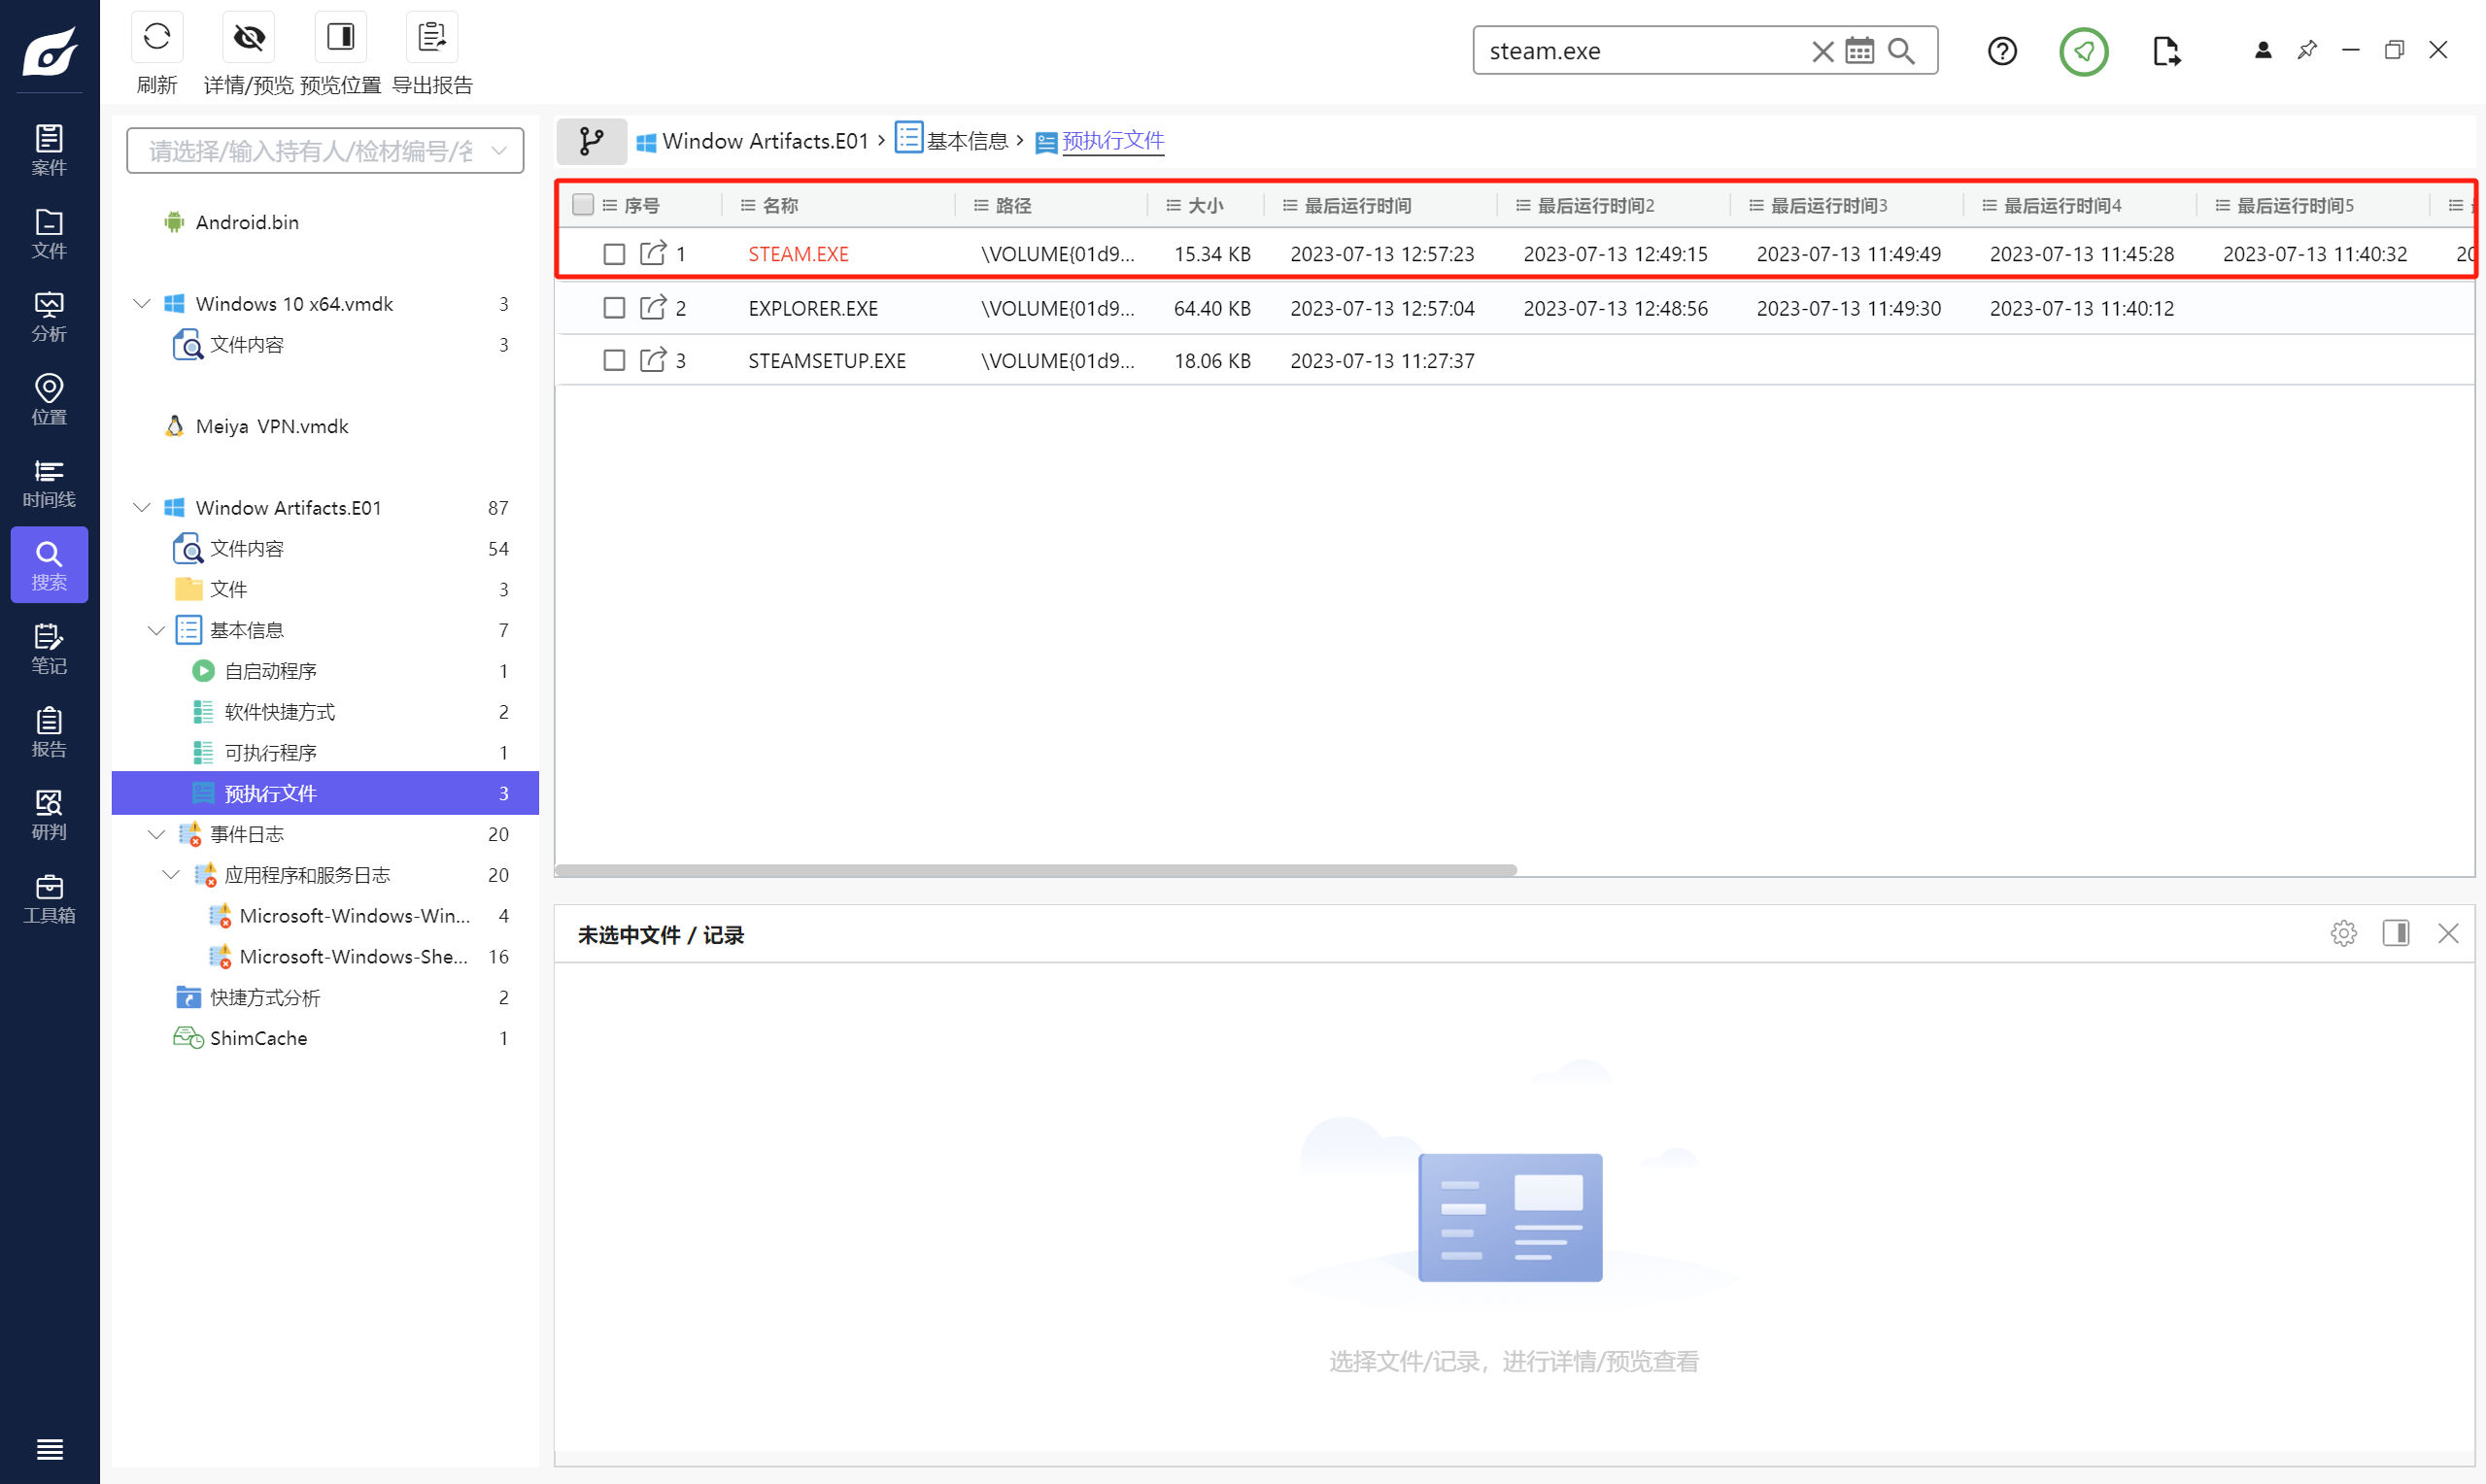 刷新
详情/预览
预览位置
导出报告
steam.exe
案件
文件
分析
位置
时间线
搜索
笔记
报告
研判
工具箱
请选择/输入持有人/检材编号/名
Android.bin
Windows 10 x64.vmdk 3
文件内容 3
Meiya VPN.vmdk
Window Artifacts.E01 87
文件内容 54
文件 3
基本信息 7
自启动程序 1
软件快捷方式 2
可执行程序 1
预执行文件 3
事件日志 20
应用程序和服务日志 20
Microsoft-Windows-Win... 4
Microsoft-Windows-She... 16
快捷方式分析 2
ShimCache 1
Window Artifacts.E01 > 基本信息 > 预执行文件
序号 名称 路径 大小 最后运行时间 最后运行时间2 最后运行时间3 最后运行时间4 最后运行时间5
1 STEAM.EXE \VOLUME{01d9... 15.34 KB 2023-07-13 12:57:23 2023-07-13 12:49:15 2023-07-13 11:49:49 2023-07-13 11:45:28 2023-07-13 11:40:32 20
2 EXPLORER.EXE \VOLUME{01d9... 64.40 KB 2023-07-13 12:57:04 2023-07-13 12:48:56 2023-07-13 11:49:30 2023-07-13 11:40:12
3 STEAMSETUP.EXE \VOLUME{01d9... 18.06 KB 2023-07-13 11:27:37
未选中文件 / 记录
选择文件/记录，进行详情/预览查看